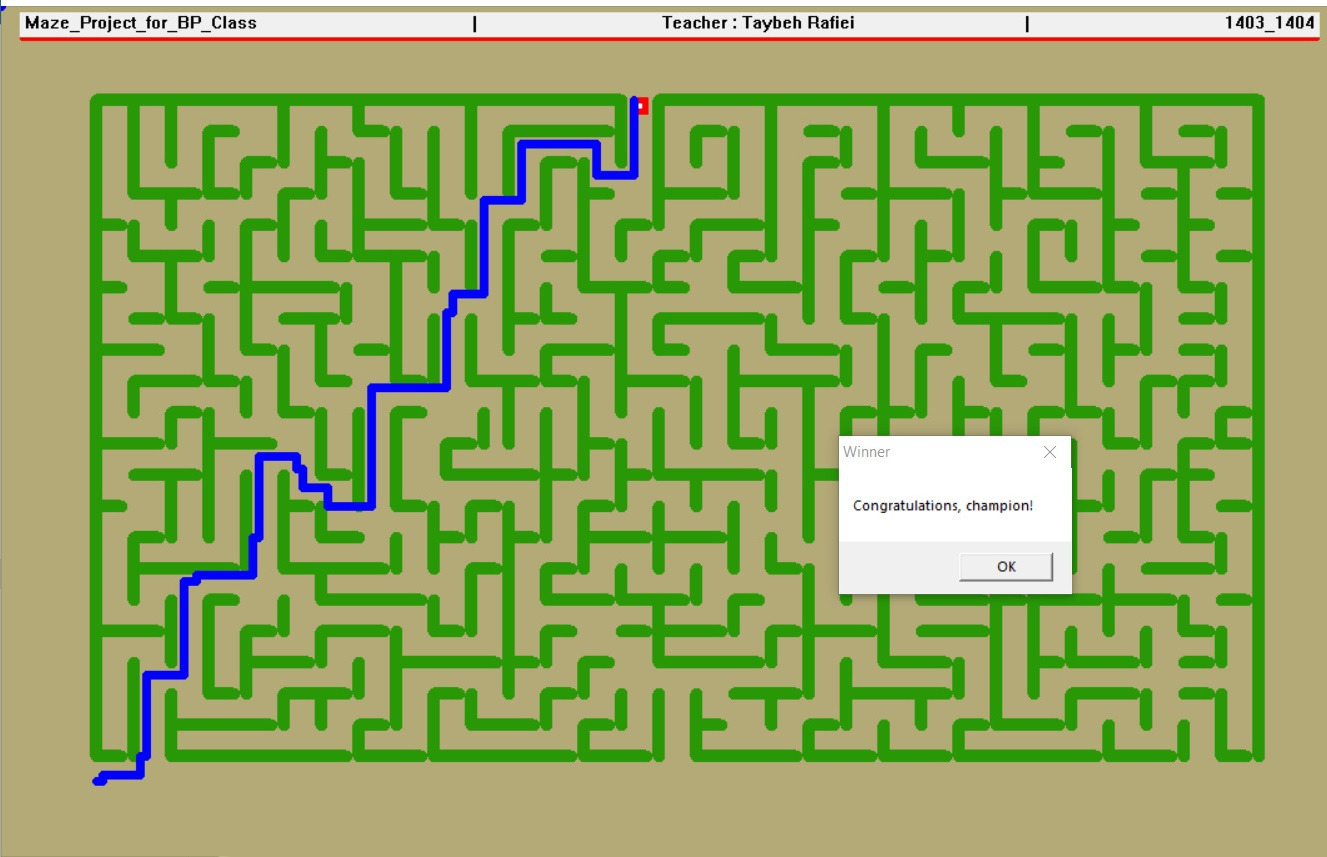 Maze_Project_for_BP_Class | Teacher : Taybeh Rafiei | 1403_1404
Winner
Congratulations, champion!
OK